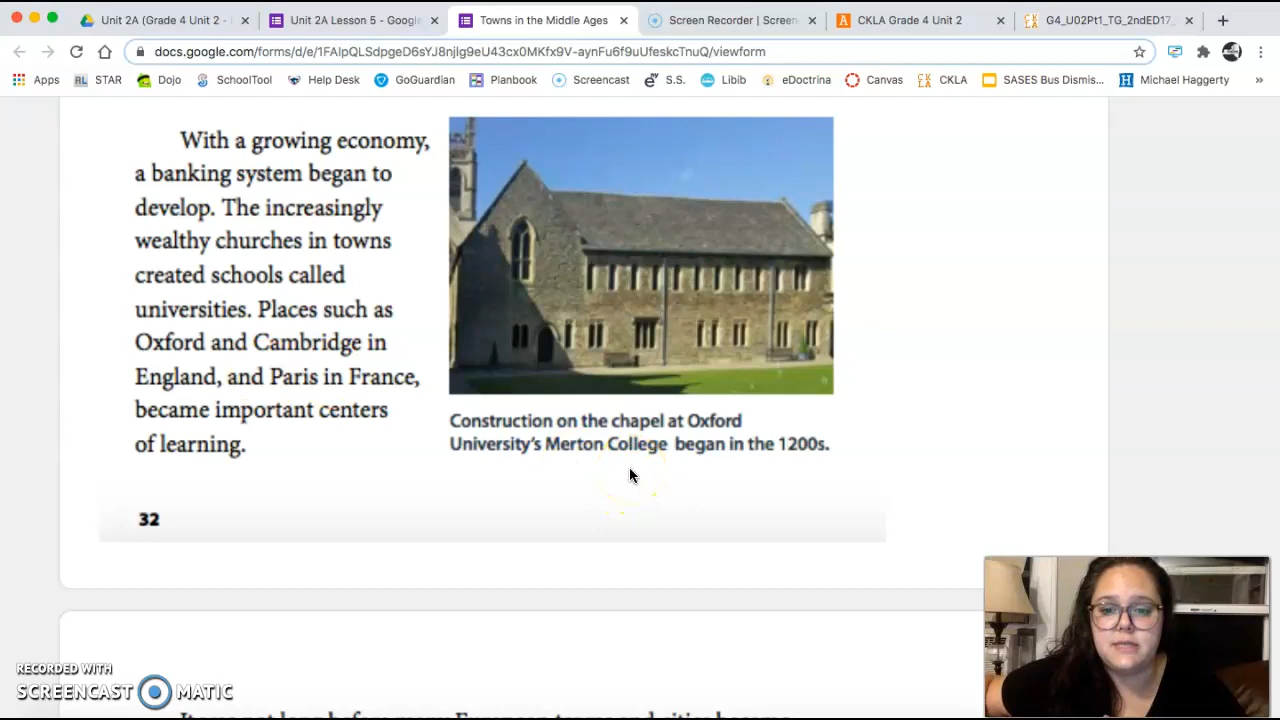 Unit 2A (Grade 4 Unit 2 -
Unit 2A Lesson 5 - Google
Towns in the Middle Ages
Screen Recorder | Screen
CKLA Grade 4 Unit 2
G4_U02Pt1_TG_2ndED17
docs.google.com/forms/d/e/
/viewform
Apps STAR Dojo SchoolTool Help Desk GoGuardian Planbook Screencast S.S. Libib eDoctrina Canvas CKLA SASES Bus Dismis... Michael Haggerty »
With a growing economy,
a banking system began to
develop. The increasingly
wealthy churches in towns
created schools called
universities. Places such as
Oxford and Cambridge in
England, and Paris in France,
became important centers
of learning.
Construction on the chapel at Oxford
University's Merton College began in the 1200s.
32
RECORDED WITH
SCREENCAST MATIC